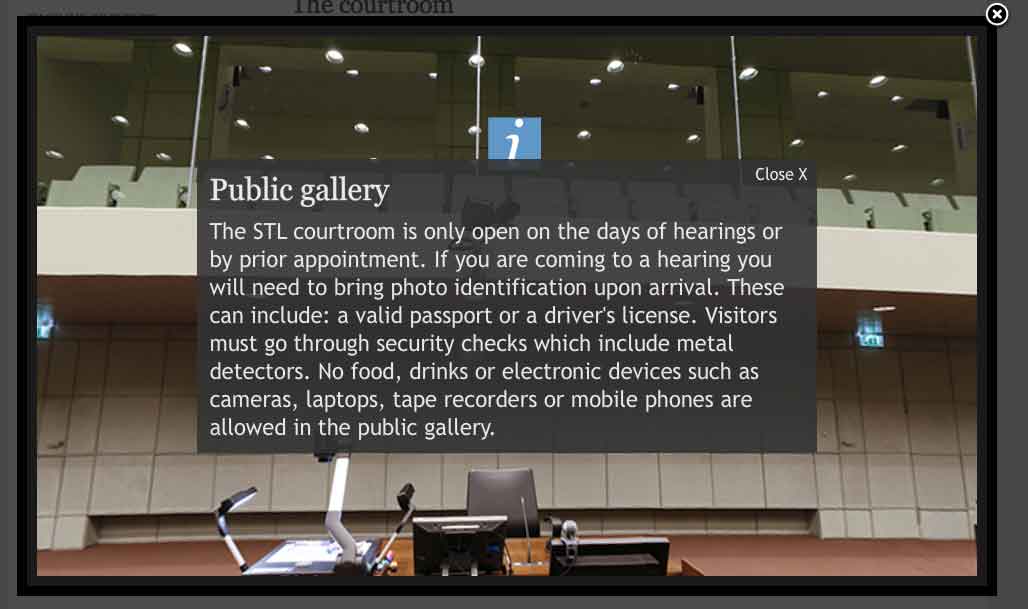 The courtroom
i
Close X
Public gallery
The STL courtroom is only open on the days of hearings or
by prior appointment. If you are coming to a hearing you
will need to bring photo identification upon arrival. These
can include: a valid passport or a driver's license. Visitors
must go through security checks which include metal
detectors. No food, drinks or electronic devices such as
cameras, laptops, tape recorders or mobile phones are
allowed in the public gallery.